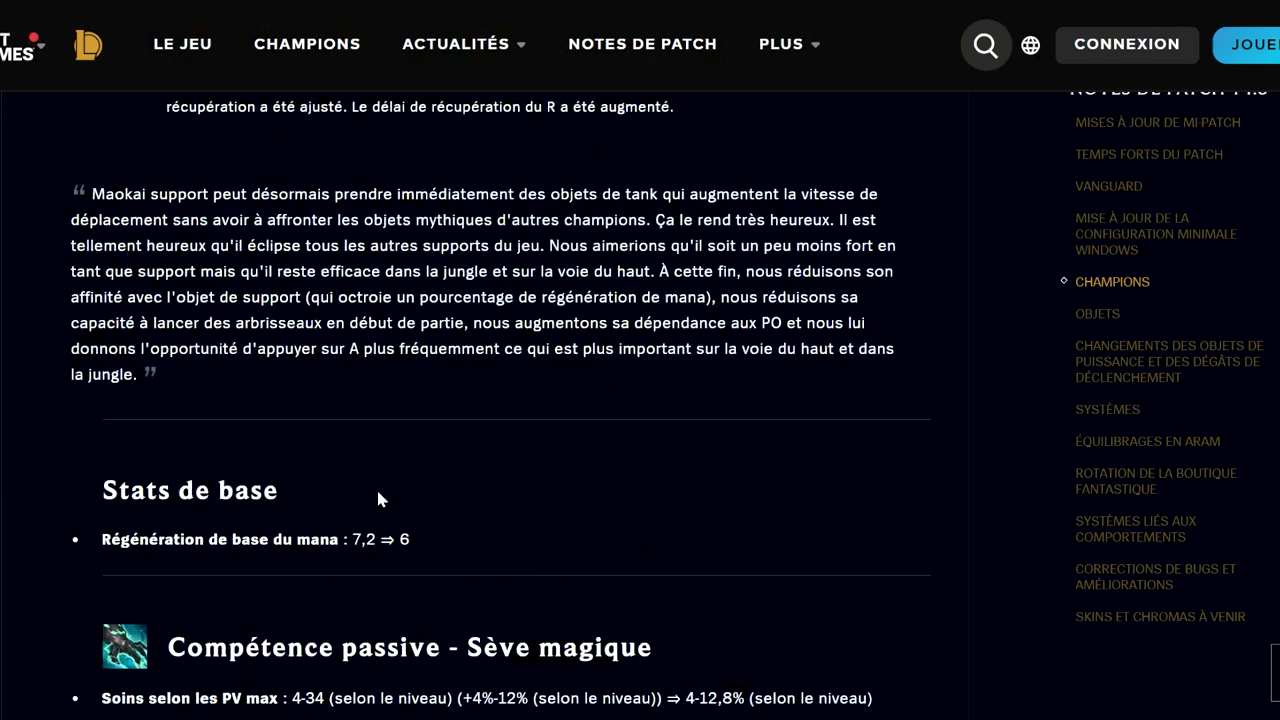 LE JEU CHAMPIONS ACTUALITÉS NOTES DE PATCH PLUS CONNEXION
récupération a été ajusté. Le délai de récupération du R a été augmenté.
“ Maokai support peut désormais prendre immédiatement des objets de tank qui augmentent la vitesse de
déplacement sans avoir à affronter les objets mythiques d'autres champions. Ça le rend très heureux. Il est
tellement heureux qu'il éclipse tous les autres supports du jeu. Nous aimerions qu'il soit un peu moins fort en
tant que support mais qu'il reste efficace dans la jungle et sur la voie du haut. À cette fin, nous réduisons son
affinité avec l'objet de support (qui octroie un pourcentage de régénération de mana), nous réduisons sa
capacité à lancer des arbrisseaux en début de partie, nous augmentons sa dépendance aux PO et nous lui
donnons l'opportunité d'appuyer sur A plus fréquemment ce qui est plus important sur la voie du haut et dans
la jungle. ”
Stats de base
• Régénération de base du mana : 7,2 ⇒ 6
Compétence passive - Sève magique
• Soins selon les PV max : 4-34 (selon le niveau) (+4%-12% (selon le niveau)) ⇒ 4-12,8% (selon le niveau)
NOTES DE PATCH
MISES À JOUR DE MI-PATCH
TEMPS FORTS DU PATCH
VANGUARD
MISE À JOUR DE LA
CONFIGURATION MINIMALE
WINDOWS
CHAMPIONS
OBJETS
CHANGEMENTS DES OBJETS DE
PUISSANCE ET DES DÉGÂTS DE
DÉCLENCHEMENT
SYSTÈMES
ÉQUILIBRAGES EN ARAM
ROTATION DE LA BOUTIQUE
FANTASTIQUE
SYSTÈMES LIÉS AUX
COMPORTEMENTS
CORRECTIONS DE BUGS ET
AMÉLIORATIONS
SKINS ET CHROMAS À VENIR